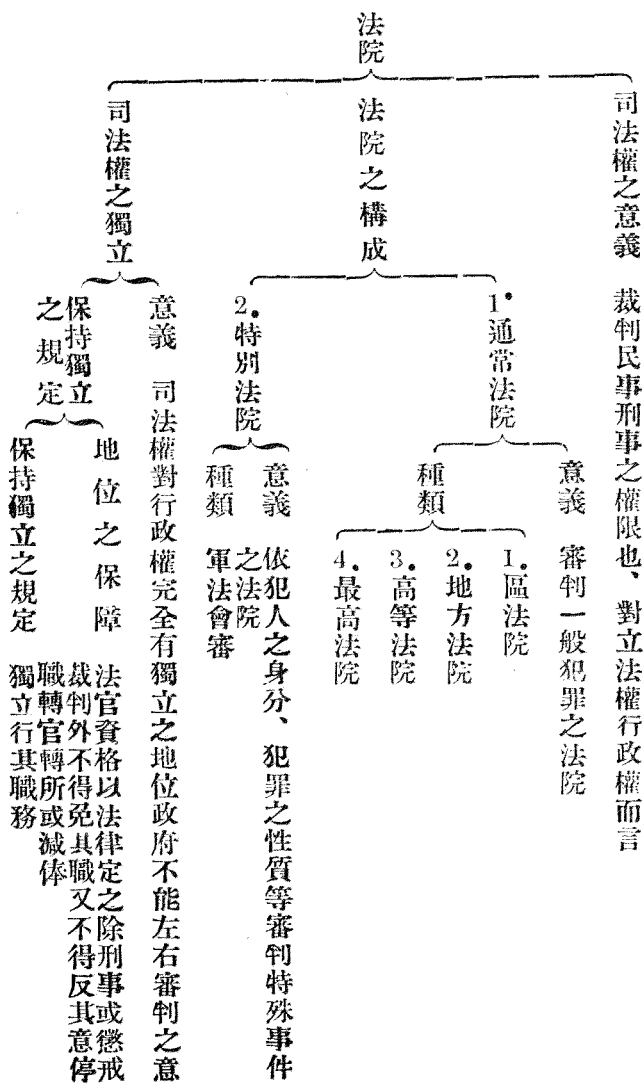 法院
司法權之意義　裁判民事刑事之權限也、對立法權行政權而言
法院之構成
1.通常法院
意義　審判一般犯罪之法院
種類
1.區法院
2.地方法院
3.高等法院
4.最高法院
2.特別法院
意義　依犯人之身分、犯罪之性質等審判特殊事件
之法院
種類　軍法會審
司法權之獨立
意義　司法權對行政權完全有獨立之地位政府不能左右審判之意
保持獨立
之規定
地位之保障　法官資格以法律定之除刑事或懲戒
裁判外不得免其職又不得反其意停
職轉官轉所或減俸
保持獨立之規定　獨立行其職務